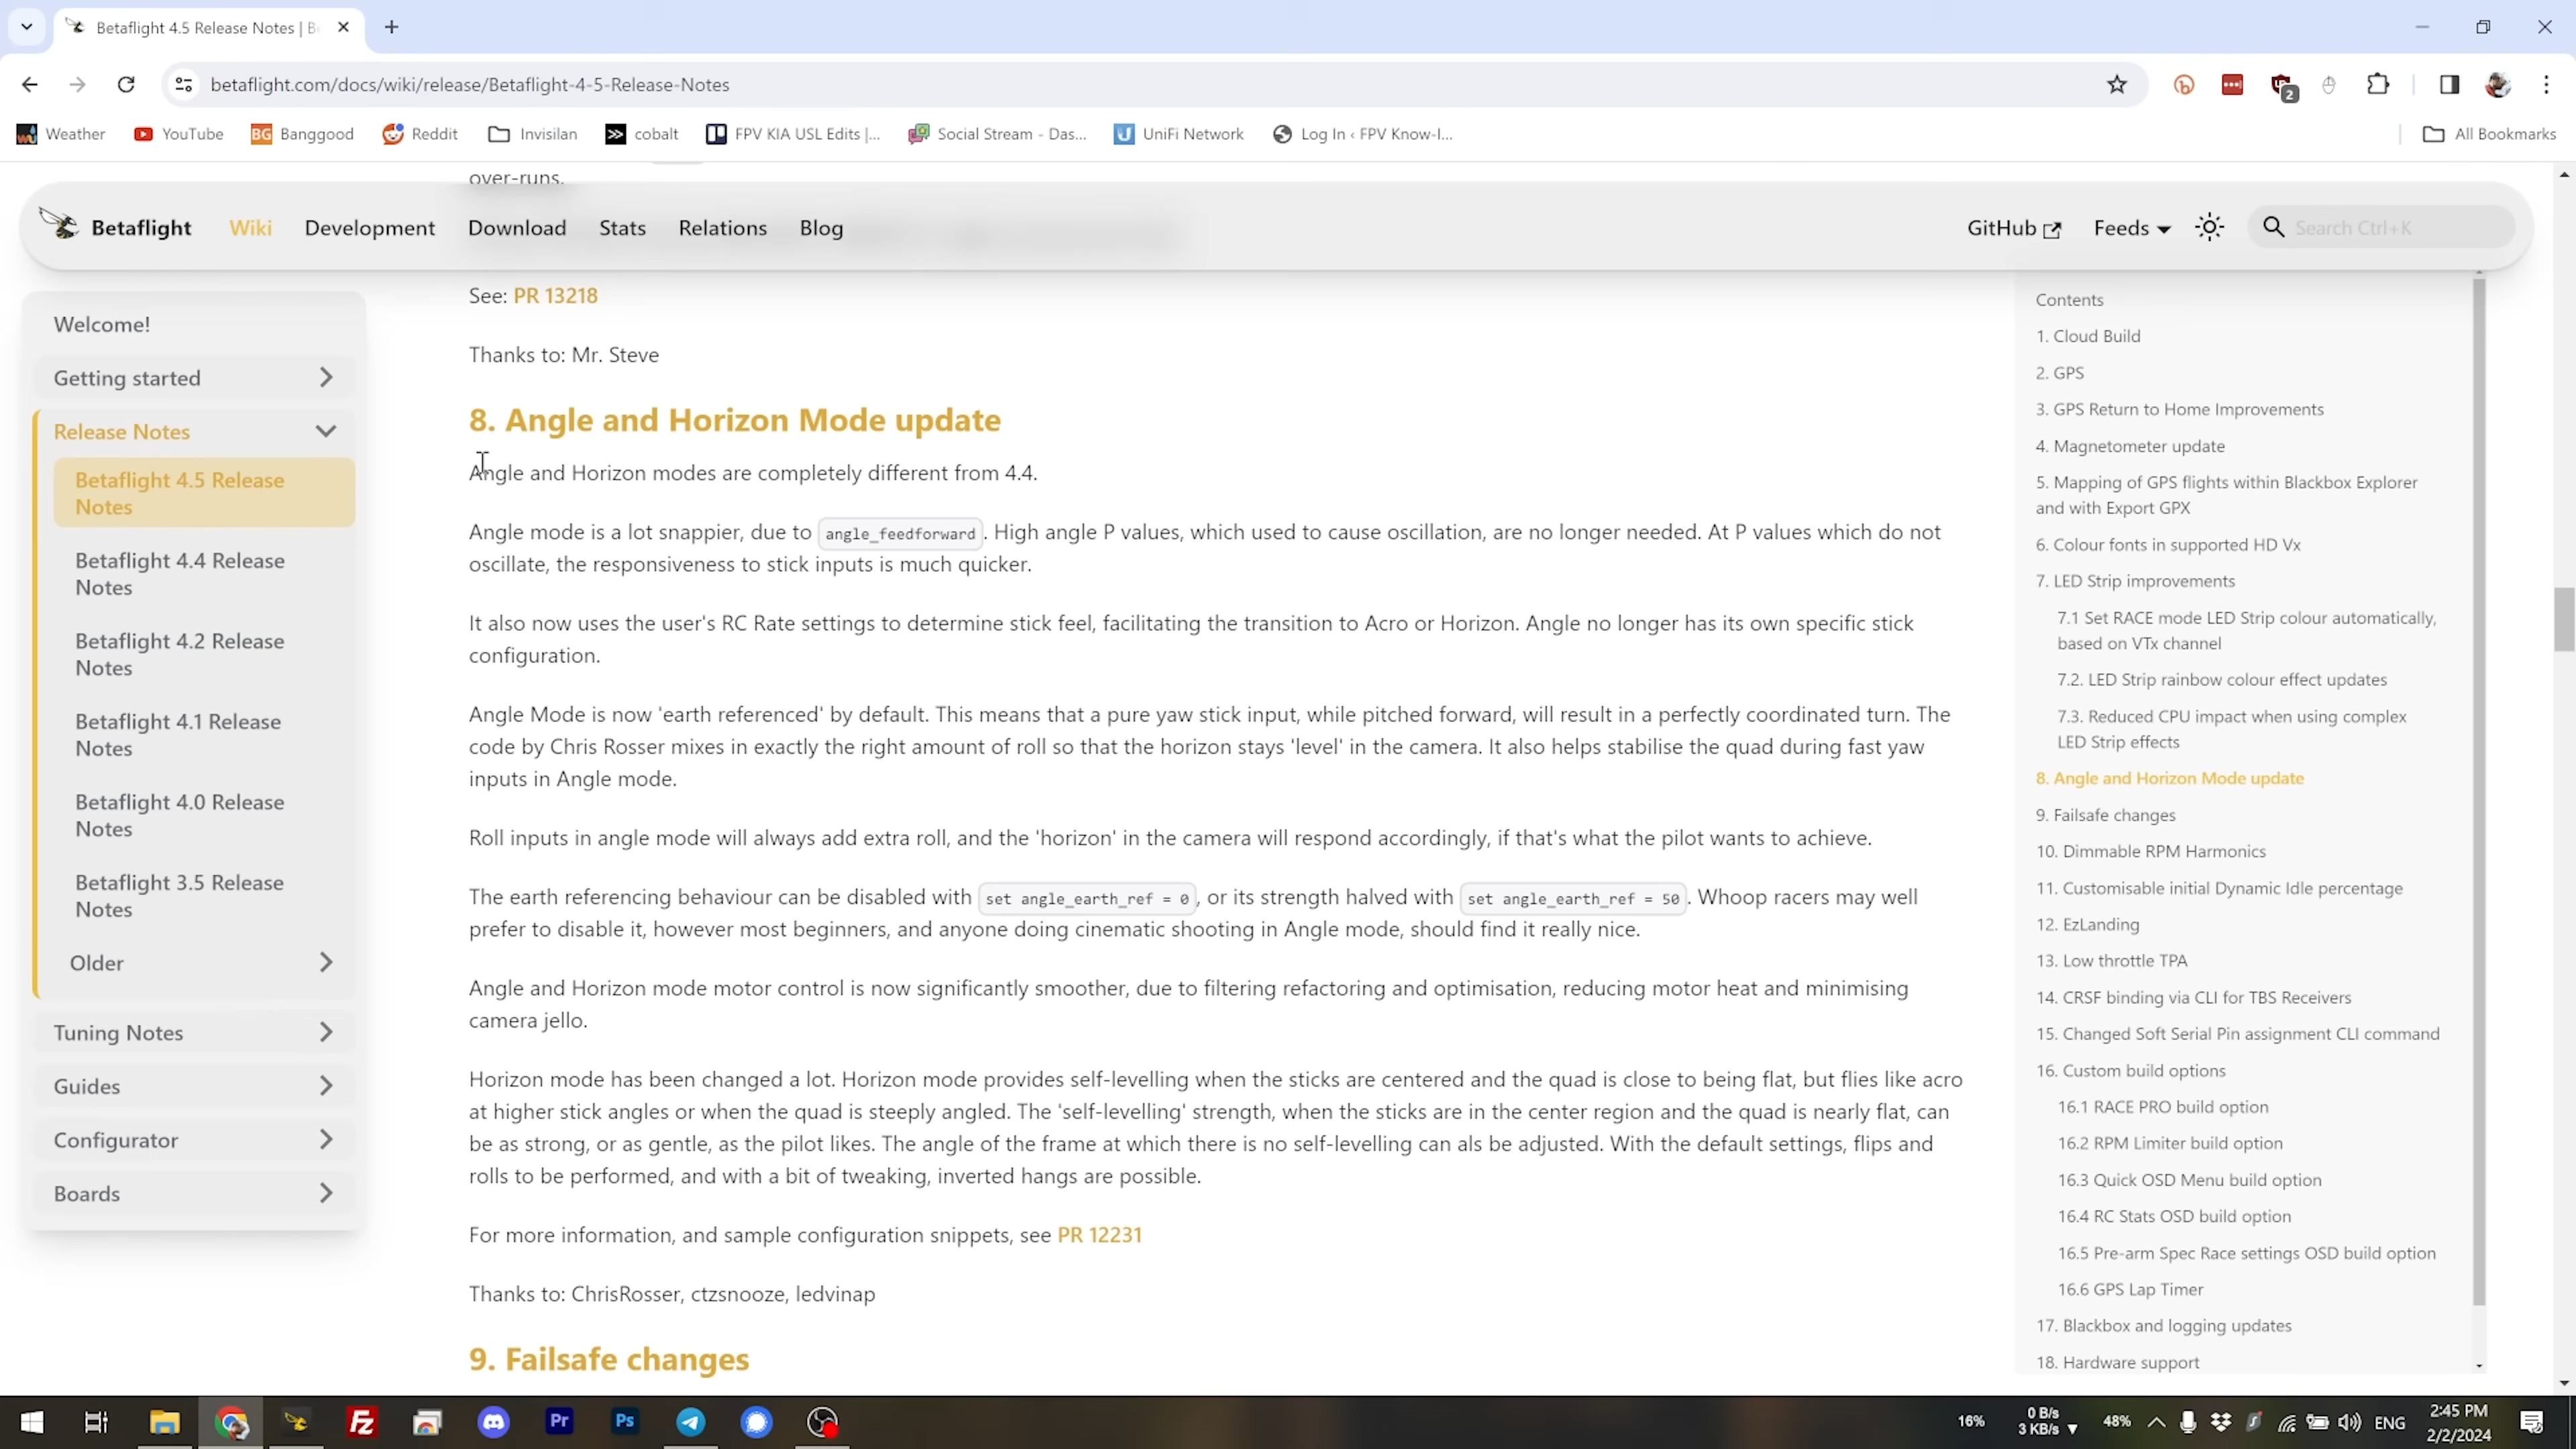 Betaflight 4.5 Release Notes | B
betaflight.com/docs/wiki/release/Betaflight-4-5-Release-Notes
2
Weather
YouTube
BG Banggood
Reddit
Invisilan
cobalt
FPV KIA USL Edits |...
Social Stream - Das...
UniFi Network
Log In ‹ FPV Know-I...
All Bookmarks
over-runs.
Betaflight
Wiki
Development
Download
Stats
Relations
Blog
GitHub
Feeds
Search Ctrl+K
Welcome!
Getting started
Release Notes
Betaflight 4.5 Release
Notes
Betaflight 4.4 Release
Notes
Betaflight 4.2 Release
Notes
Betaflight 4.1 Release
Notes
Betaflight 4.0 Release
Notes
Betaflight 3.5 Release
Notes
Older
Tuning Notes
Guides
Configurator
Boards
See: PR 13218
Thanks to: Mr. Steve
8. Angle and Horizon Mode update
Angle and Horizon modes are completely different from 4.4.
Angle mode is a lot snappier, due to angle_feedforward. High angle P values, which used to cause oscillation, are no longer needed. At P values which do not
oscillate, the responsiveness to stick inputs is much quicker.
It also now uses the user's RC Rate settings to determine stick feel, facilitating the transition to Acro or Horizon. Angle no longer has its own specific stick
configuration.
Angle Mode is now 'earth referenced' by default. This means that a pure yaw stick input, while pitched forward, will result in a perfectly coordinated turn. The
code by Chris Rosser mixes in exactly the right amount of roll so that the horizon stays 'level' in the camera. It also helps stabilise the quad during fast yaw
inputs in Angle mode.
Roll inputs in angle mode will always add extra roll, and the 'horizon' in the camera will respond accordingly, if that's what the pilot wants to achieve.
The earth referencing behaviour can be disabled with set angle_earth_ref = 0, or its strength halved with set angle_earth_ref = 50. Whoop racers may well
prefer to disable it, however most beginners, and anyone doing cinematic shooting in Angle mode, should find it really nice.
Angle and Horizon mode motor control is now significantly smoother, due to filtering refactoring and optimisation, reducing motor heat and minimising
camera jello.
Horizon mode has been changed a lot. Horizon mode provides self-levelling when the sticks are centered and the quad is close to being flat, but flies like acro
at higher stick angles or when the quad is steeply angled. The 'self-levelling' strength, when the sticks are in the center region and the quad is nearly flat, can
be as strong, or as gentle, as the pilot likes. The angle of the frame at which there is no self-levelling can als be adjusted. With the default settings, flips and
rolls to be performed, and with a bit of tweaking, inverted hangs are possible.
For more information, and sample configuration snippets, see PR 12231
Thanks to: ChrisRosser, ctzsnooze, ledvinap
9. Failsafe changes
Contents
1. Cloud Build
2. GPS
3. GPS Return to Home Improvements
4. Magnetometer update
5. Mapping of GPS flights within Blackbox Explorer
and with Export GPX
6. Colour fonts in supported HD Vx
7. LED Strip improvements
7.1 Set RACE mode LED Strip colour automatically,
based on VTx channel
7.2. LED Strip rainbow colour effect updates
7.3. Reduced CPU impact when using complex
LED Strip effects
8. Angle and Horizon Mode update
9. Failsafe changes
10. Dimmable RPM Harmonics
11. Customisable initial Dynamic Idle percentage
12. EzLanding
13. Low throttle TPA
14. CRSF binding via CLI for TBS Receivers
15. Changed Soft Serial Pin assignment CLI command
16. Custom build options
16.1 RACE PRO build option
16.2 RPM Limiter build option
16.3 Quick OSD Menu build option
16.4 RC Stats OSD build option
16.5 Pre-arm Spec Race settings OSD build option
16.6 GPS Lap Timer
17. Blackbox and logging updates
18. Hardware support
Fz
Pr
Ps
16%
0 B/s
3 KB/s
48%
ENG
2:45 PM
2/2/2024